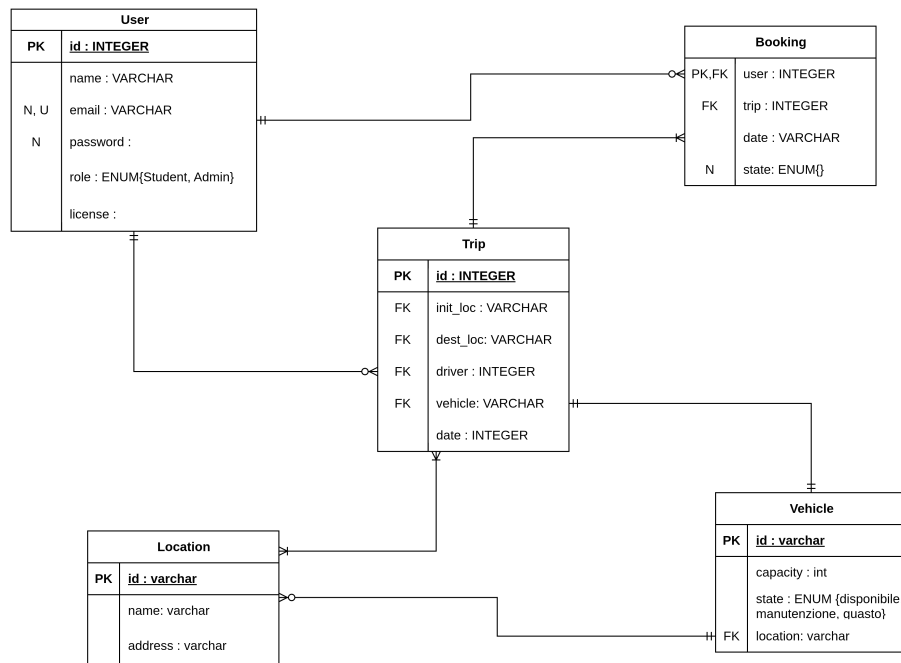 User
PK id : INTEGER
name : VARCHAR
N, U email : VARCHAR
N password :
role : ENUM{Student, Admin}
license :
Booking
PK,FK user : INTEGER
FK trip : INTEGER
date : VARCHAR
N state: ENUM{}
Trip
PK id : INTEGER
FK init_loc : VARCHAR
FK dest_loc: VARCHAR
FK driver : INTEGER
FK vehicle: VARCHAR
date : INTEGER
Location
PK id : varchar
name: varchar
address : varchar
Vehicle
PK id : varchar
capacity : int
state : ENUM {disponibile
manutenzione, guasto}
FK location: varchar